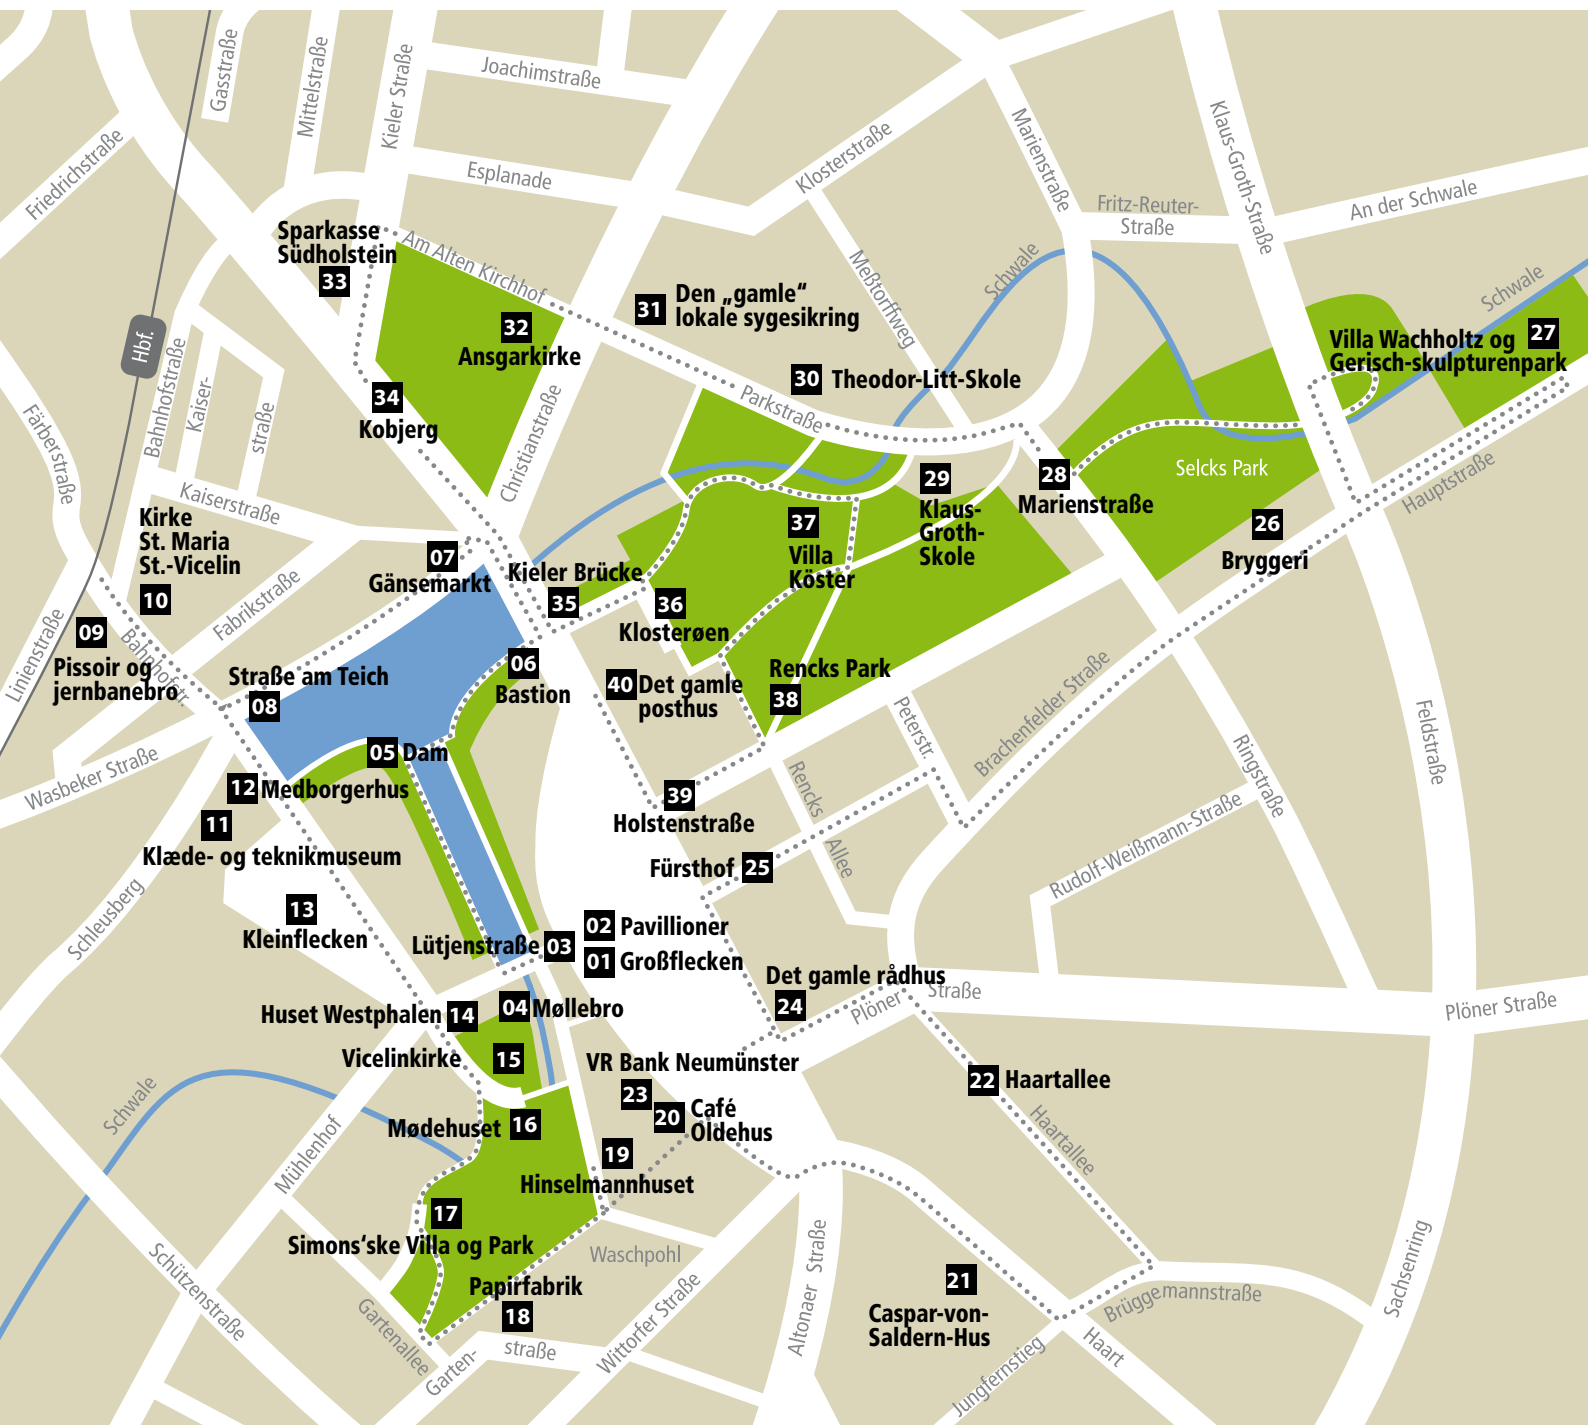 Gasstraße
Mittelstraße
Kieler Straße
Joachimstraße
Friedrichstraße
Esplanade
Klosterstraße
Marienstraße
Klaus-Groth-Straße
Fritz-Reuter-
Straße
An der Schwale
Sparkasse
Südholstein
33
Am Alten Kirchhof
Meßtorffweg
Schwale
Schwale
Hbf.
Bahnhofstraße
Kaiser-
straße
32
Ansgarkirke
31
Den „gamle“
lokale sygesikring
30
Theodor-Litt-Skole
Villa Wachholtz og
Gerisch-skulpturenpark
27
34
Kobjerg
Färberstraße
Christianstraße
Parkstraße
29
Klaus-
Groth-
Skole
28
Marienstraße
Selcks Park
Hauptstraße
Kaiserstraße
Kirke
St. Maria
St.-Vicelin
10
07
Gänsemarkt
Kieler Brücke
35
37
Villa
Köster
26
Bryggeri
Linienstraße
09
Pissoir og
jernbanebro
Bahnhofstr.
Fabrikstraße
36
Klosterøen
Straße am Teich
08
06
Bastion
40
Det gamle
posthus
Rencks Park
38
Peterstr.
Brachenfelder Straße
Ringstraße
Feldstraße
Wasbeker Straße
05
Dam
12
Medborgerhus
11
Klæde- og teknikmuseum
39
Holstenstraße
Rencks
Allee
Rudolf-Weißmann-Straße
Fürsthof
25
Schleusberg
13
Kleinflecken
Lütjenstraße
03
02
Pavillioner
01
Großflecken
Det gamle rådhus
24
Plöner
Straße
Plöner Straße
Huset Westphalen
14
04
Møllebro
Vicelinkirke
15
VR Bank Neumünster
23
20
Café
Oldehus
22
Haartallee
Haartallee
Schwale
Mühlenhof
Mødehuset
16
19
Hinselmannhuset
17
Simons‘ske Villa og Park
Waschpohl
Papirfabrik
18
Schützenstraße
Gartenallee
Garten-
straße
Wittorfer Straße
Altonaer Straße
21
Caspar-von-
Saldern-Hus
Brüggemannstraße
Sachsenring
Jungfernstieg
Haart